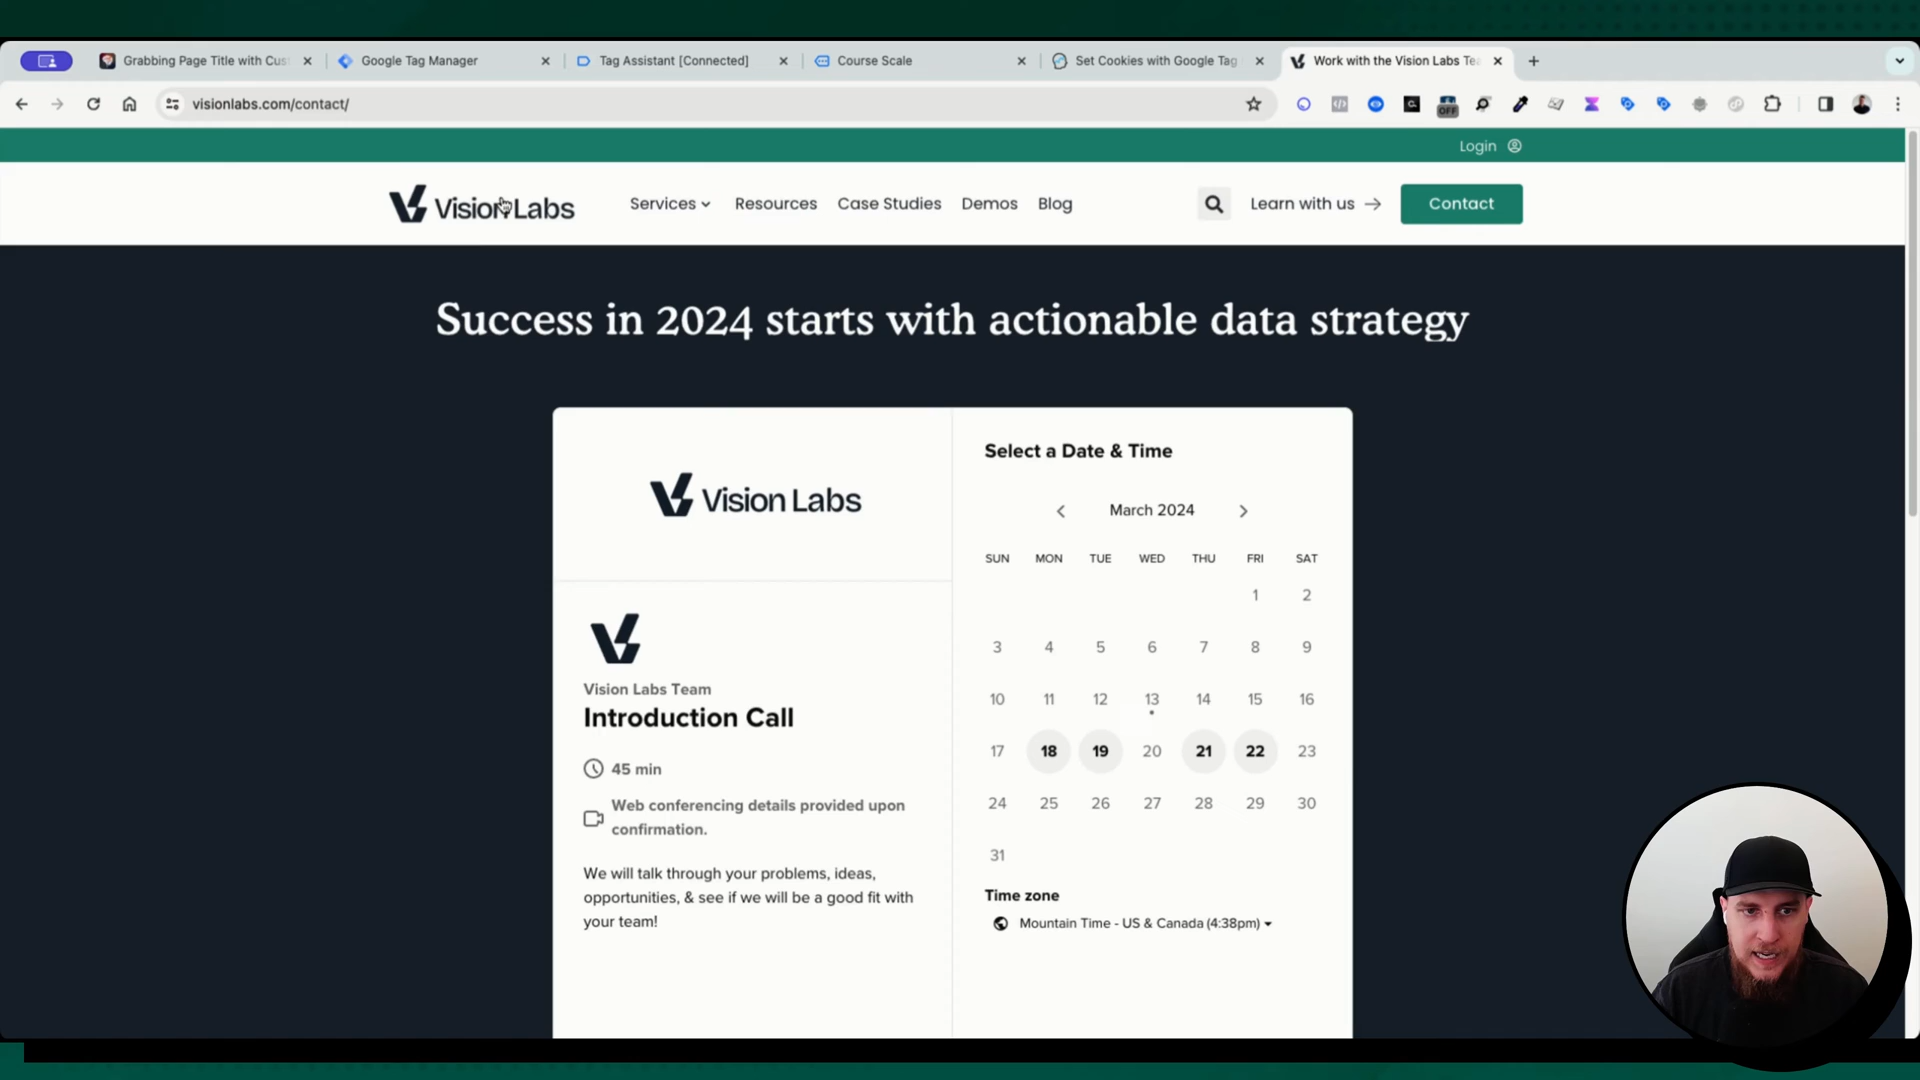 Grabbing Page Title with Cus
Google Tag Manager
Tag Assistant [Connected]
Course Scale
Set Cookies with Google Tag
Work with the Vision Labs Tea
visionlabs.com/contact/
OFF
Login
Vision Labs
Services
Resources
Case Studies
Demos
Blog
Learn with us
Contact
Success in 2024 starts with actionable data strategy
Vision Labs
Vision Labs Team
Introduction Call
45 min
Web conferencing details provided upon
confirmation.
We will talk through your problems, ideas,
opportunities, & see if we will be a good fit with
your team!
Select a Date & Time
March 2024
SUN MON TUE WED THU FRI SAT
1 2
3 4 5 6 7 8 9
10 11 12 13 14 15 16
17 18 19 20 21 22 23
24 25 26 27 28 29 30
31
Time zone
Mountain Time - US & Canada (4:38pm)